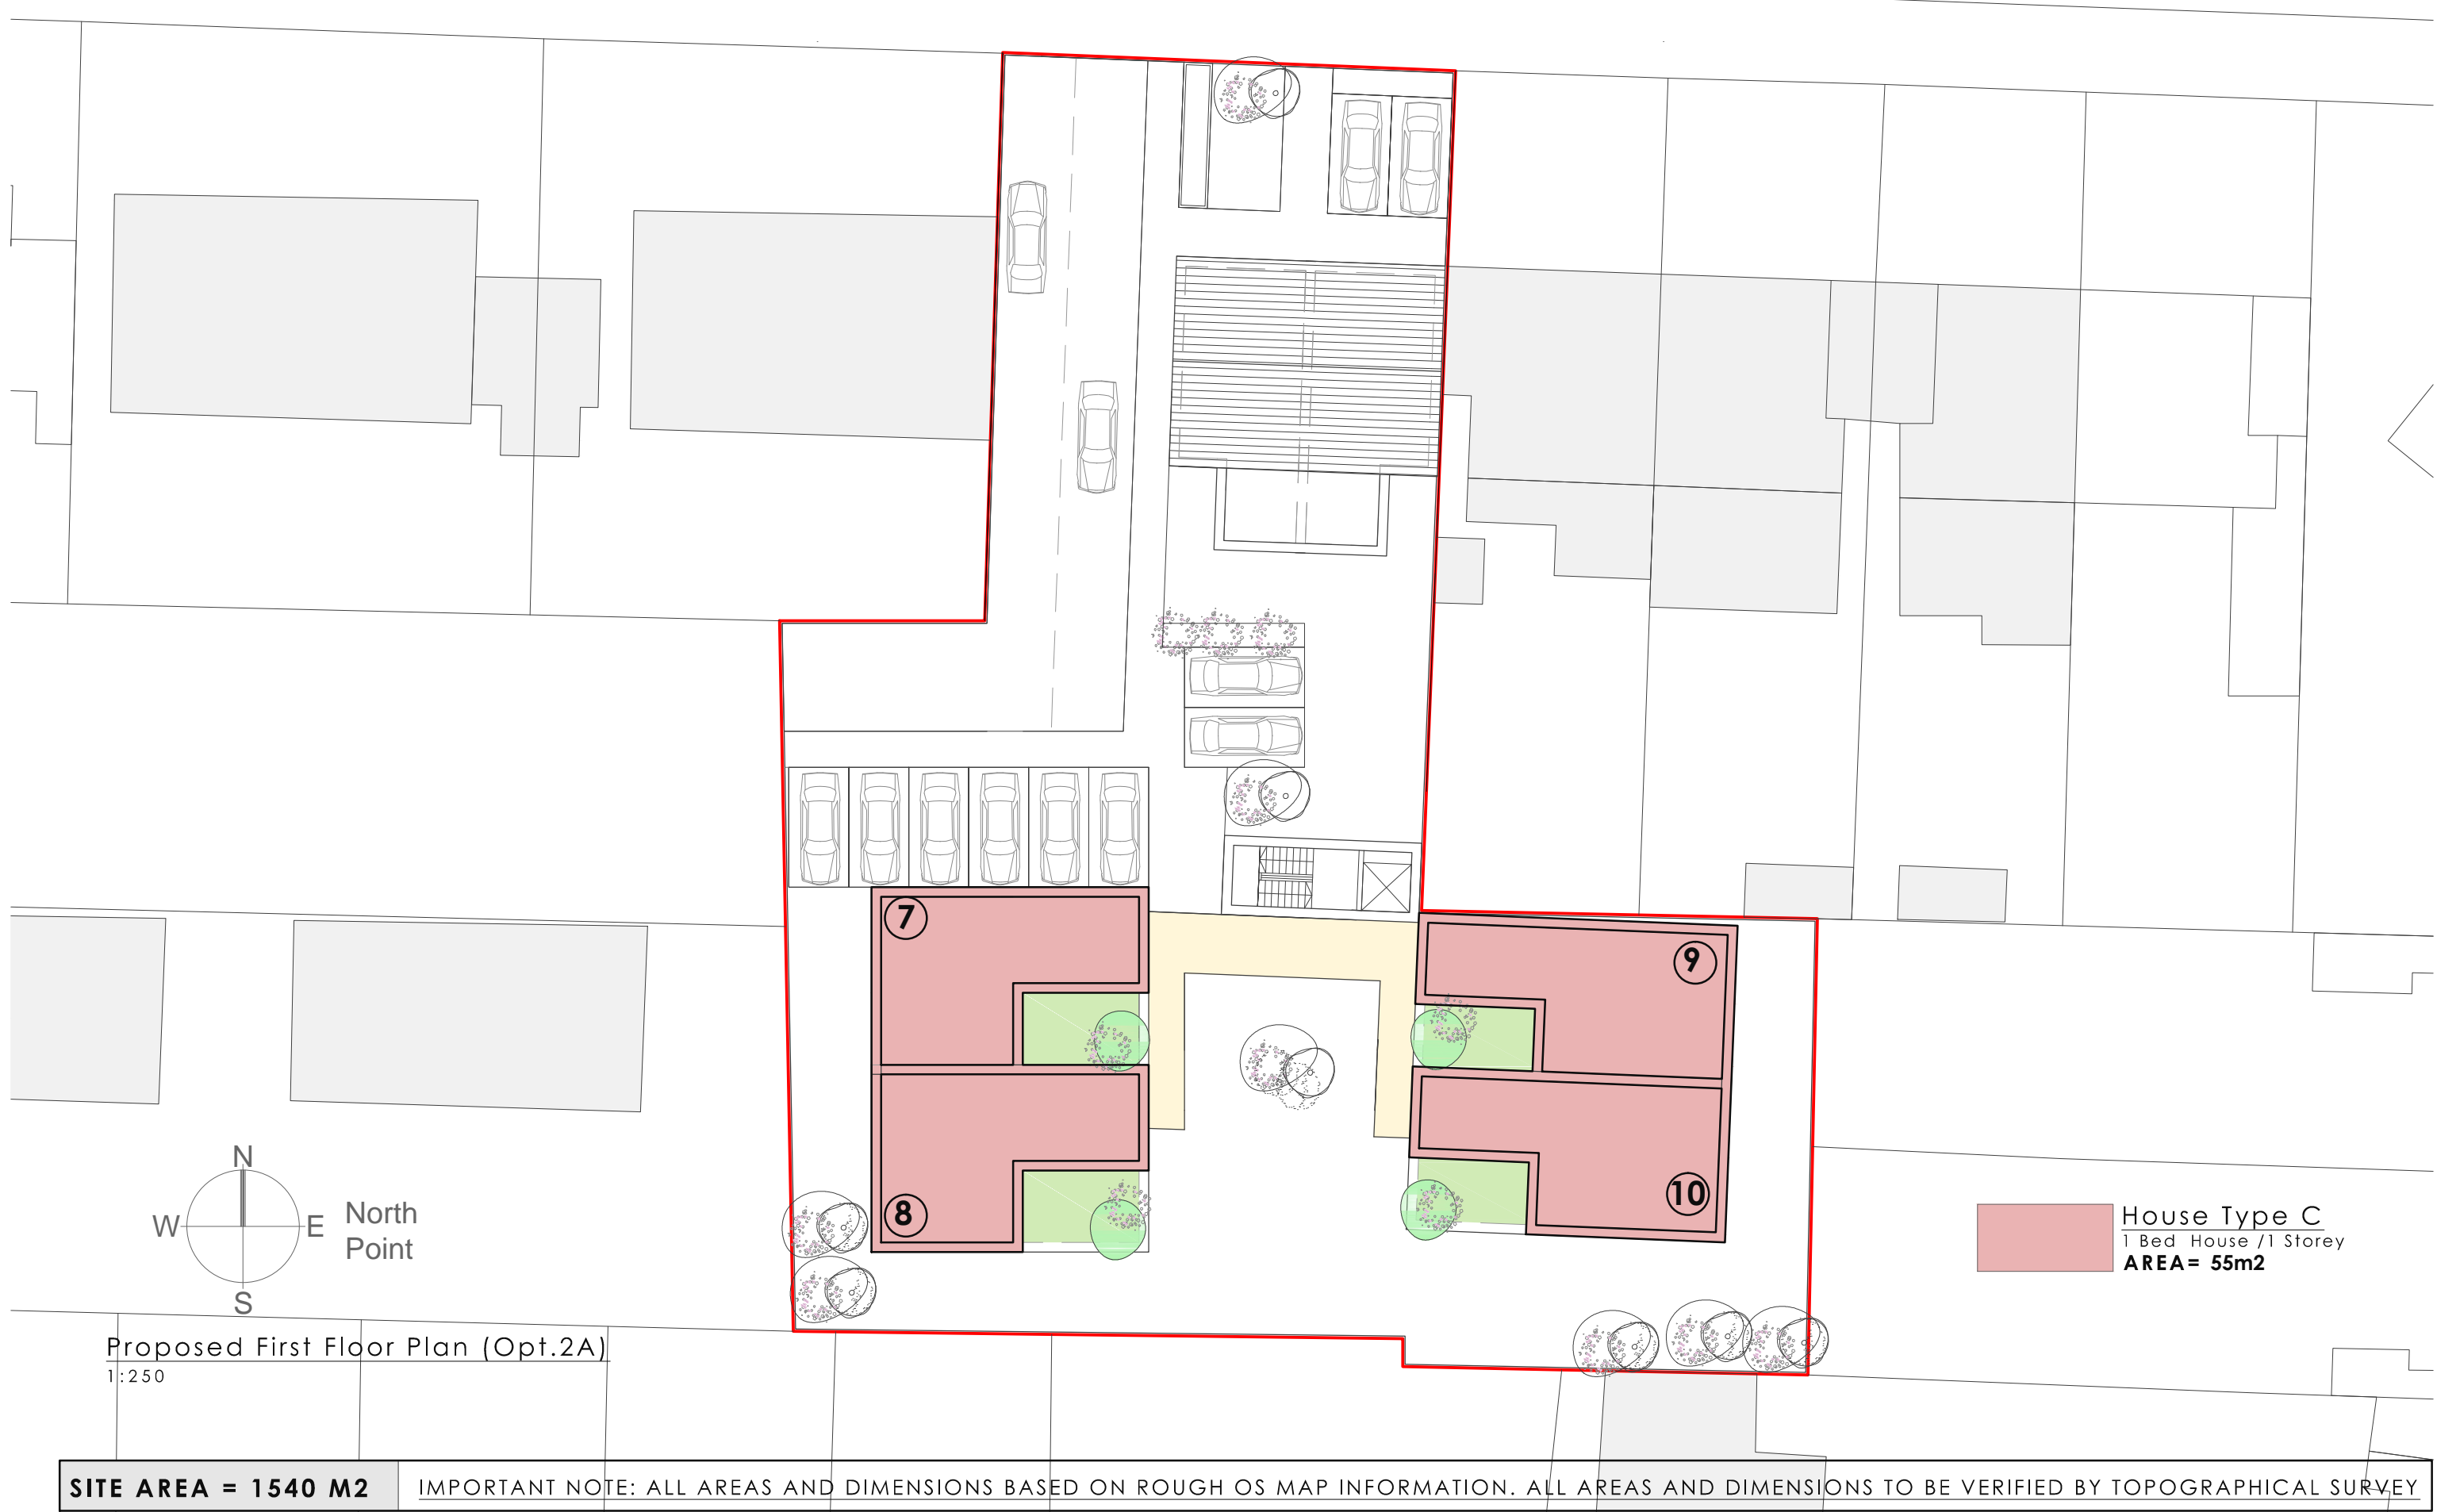 7
9
8
10
N
W
E
S
North
Point
House Type C
1 Bed House /1 Storey
AREA= 55m2
Proposed First Floor Plan (Opt.2A)
1:250
SITE AREA = 1540 M2
IMPORTANT NOTE: ALL AREAS AND DIMENSIONS BASED ON ROUGH OS MAP INFORMATION. ALL AREAS AND DIMENSIONS TO BE VERIFIED BY TOPOGRAPHICAL SURVEY